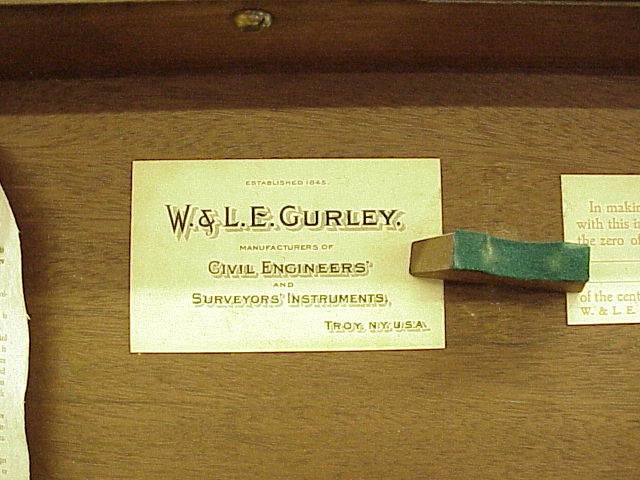 ESTABLISHED 1845.
W. & L. E. GURLEY.
MANUFACTURERS OF
CIVIL ENGINEERS'
AND
SURVEYORS' INSTRUMENTS,
TROY, N.Y. U.S.A.
In makin
with this i
the zero of
of the cent
W. & L. E.